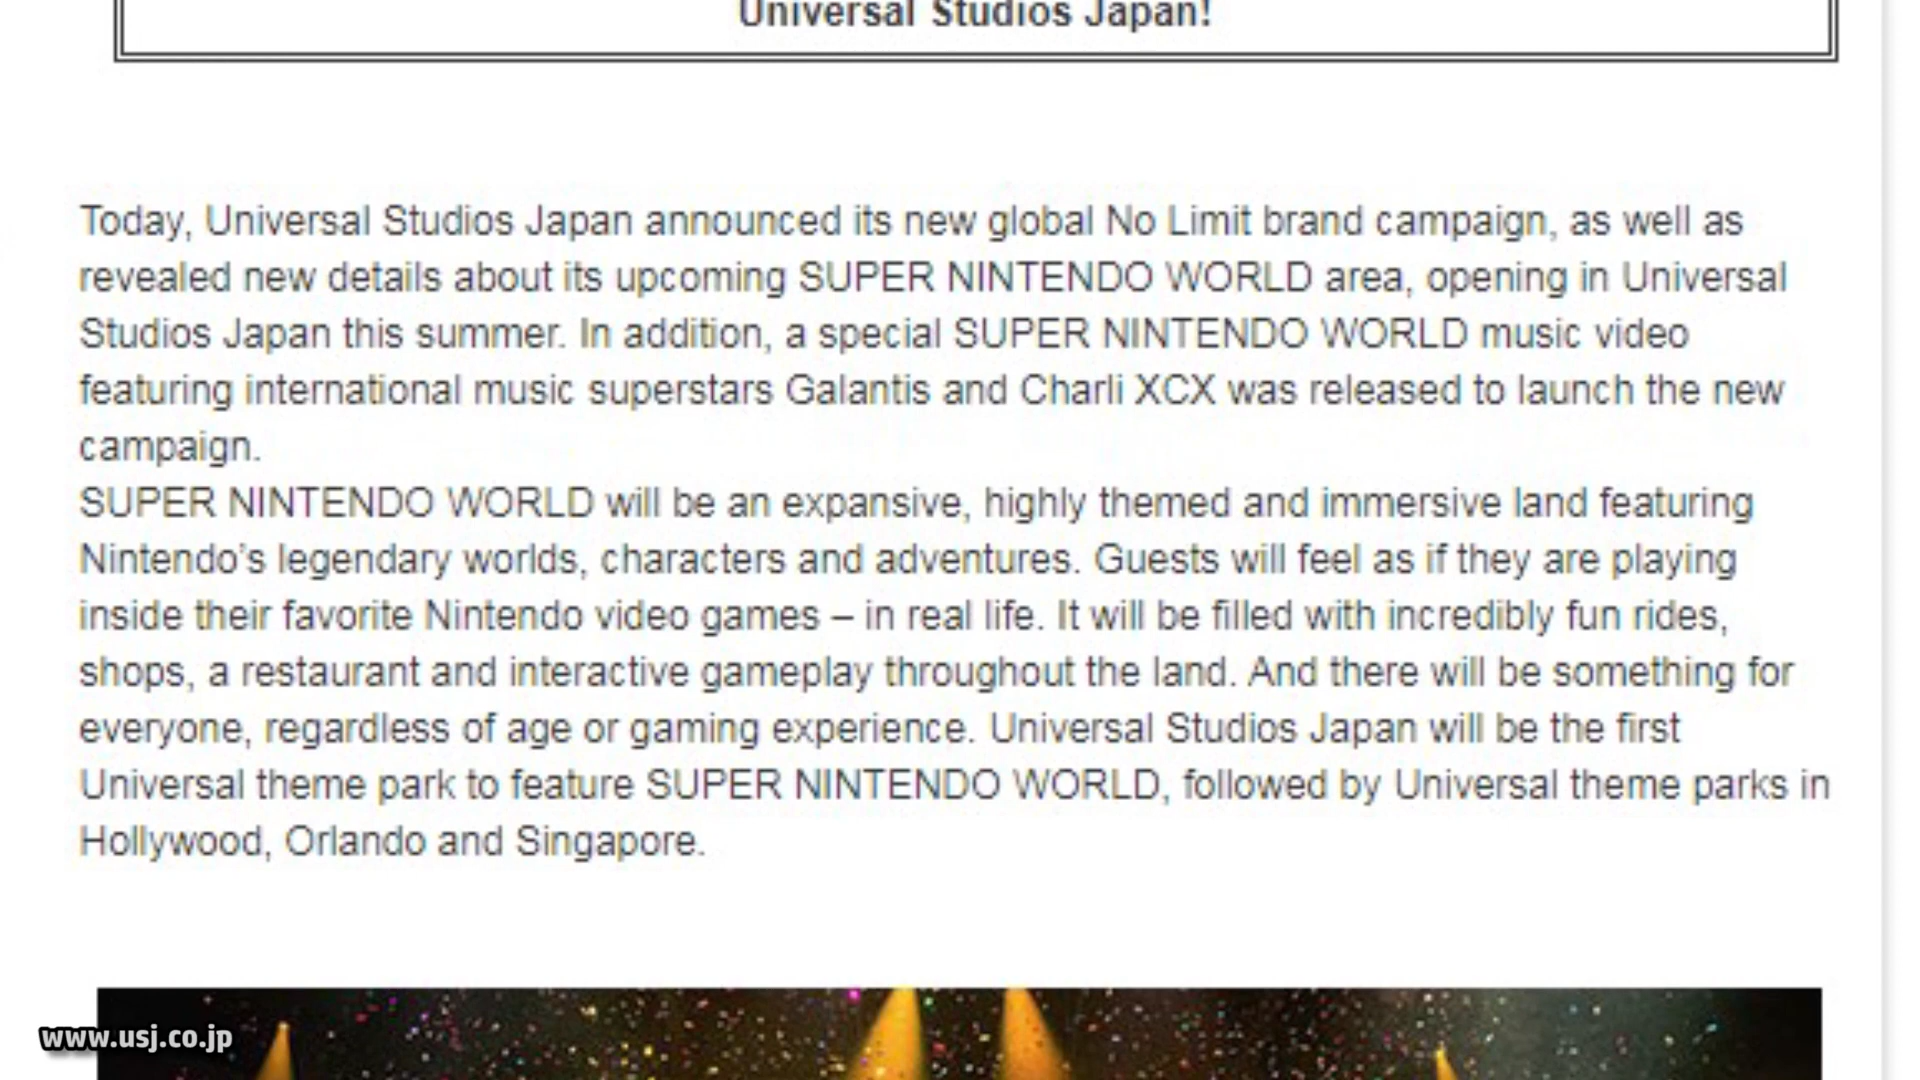 Universal Studios Japan!
Today, Universal Studios Japan announced its new global No Limit brand campaign, as well as
revealed new details about its upcoming SUPER NINTENDO WORLD area, opening in Universal
Studios Japan this summer. In addition, a special SUPER NINTENDO WORLD music video
featuring international music superstars Galantis and Charli XCX was released to launch the new
campaign.
SUPER NINTENDO WORLD will be an expansive, highly themed and immersive land featuring
Nintendo’s legendary worlds, characters and adventures. Guests will feel as if they are playing
inside their favorite Nintendo video games – in real life. It will be filled with incredibly fun rides,
shops, a restaurant and interactive gameplay throughout the land. And there will be something for
everyone, regardless of age or gaming experience. Universal Studios Japan will be the first
Universal theme park to feature SUPER NINTENDO WORLD, followed by Universal theme parks in
Hollywood, Orlando and Singapore.
www.usj.co.jp